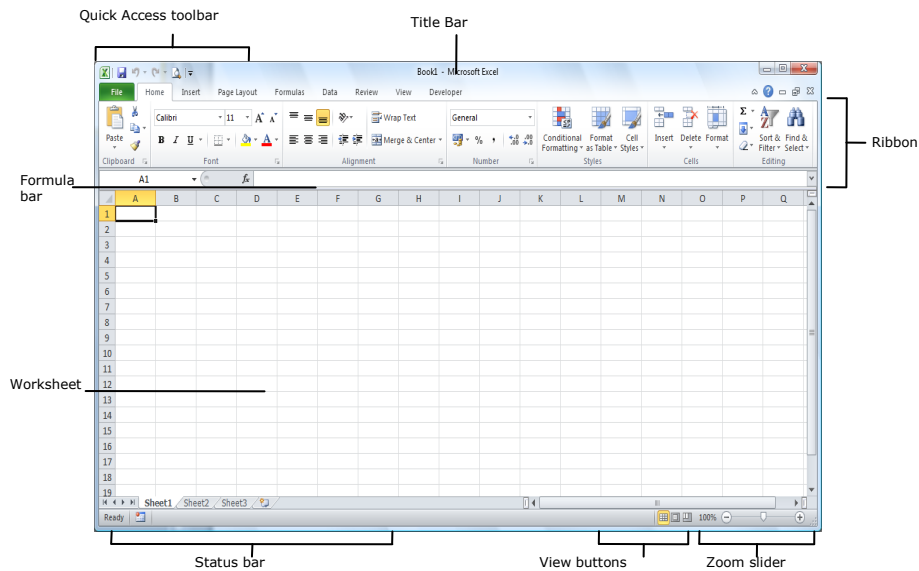 Quick Access toolbar
Title Bar
Book1 - Microsoft Excel
File Home Insert Page Layout Formulas Data Review View Developer
Calibri 11 A A Wrap Text General Σ
Paste B I U A Merge & Center % , .0 .00 .00 .0 Conditional Formatting Format as Table Cell Styles Insert Delete Format Sort & Filter Find & Select
Clipboard Font Alignment Number Styles Cells Editing
Ribbon
A1 fx
Formula
bar
A B C D E F G H I J K L M N O P Q
1
2
3
4
5
6
7
8
9
10
11
Worksheet
12
13
14
15
16
17
18
19
Sheet1 Sheet2 Sheet3
Ready 100%
Status bar
View buttons
Zoom slider